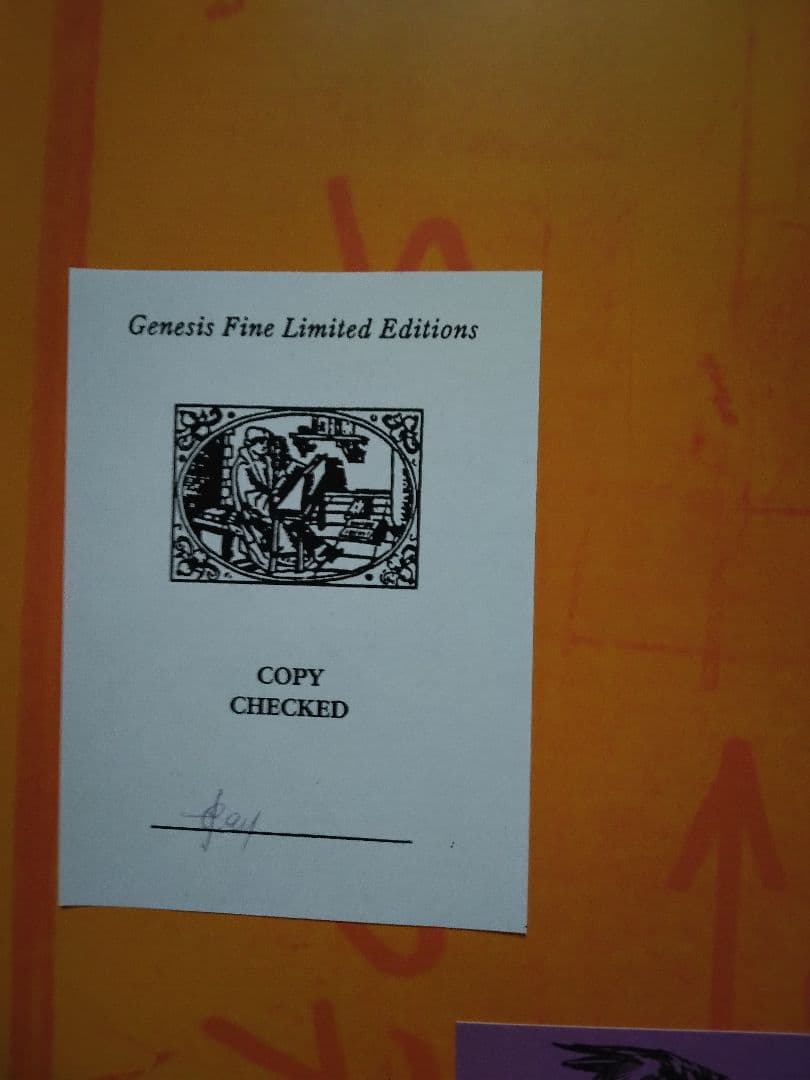 Genesis Fine Limited Editions
COPY
CHECKED